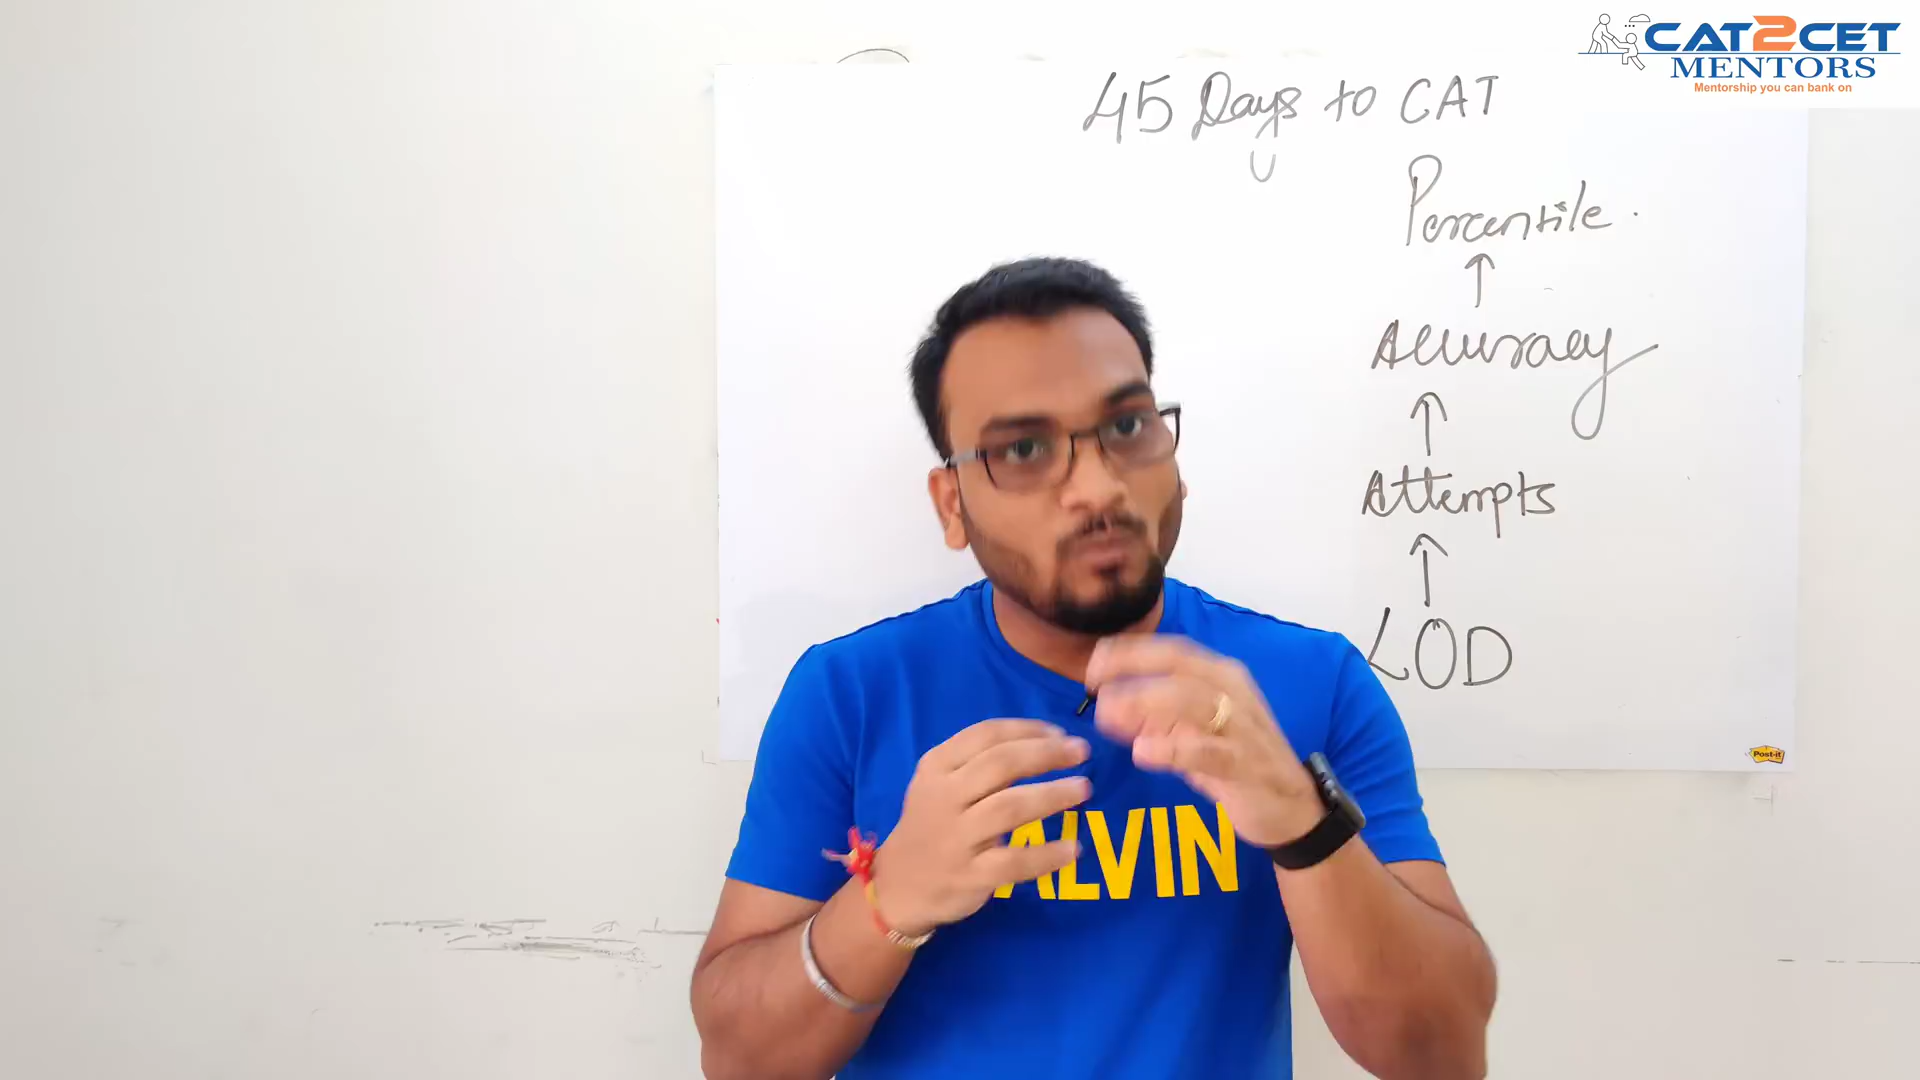 CAT2CET
MENTORS
Mentorship you can bank on
45 Days to CAT
Percentile.
↑
Accuracy
↑
Attempts
↑
LOD
Post-it
ALVIN